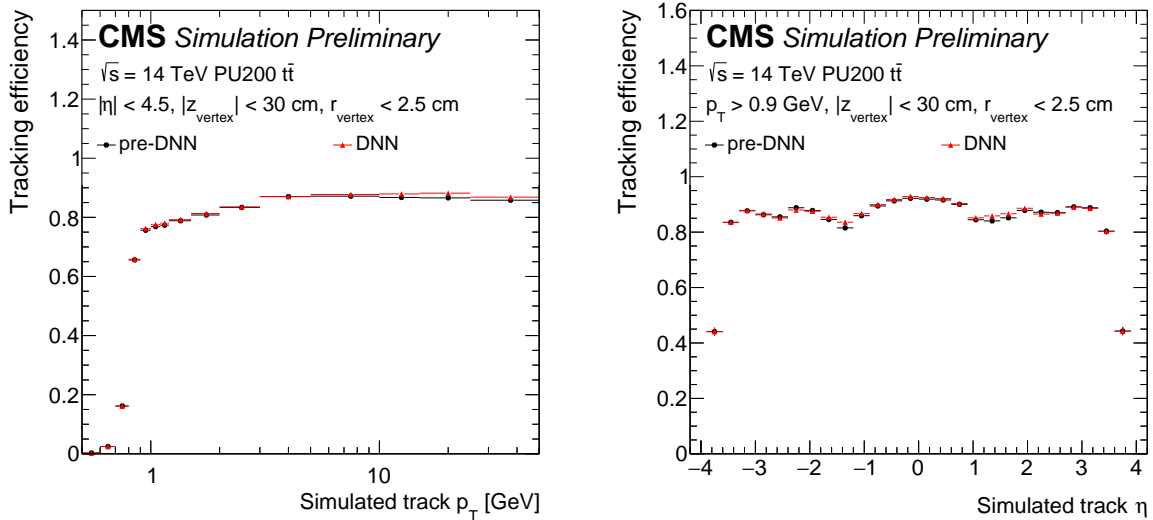 CMS Simulation Preliminary
√s = 14 TeV PU200 tt̄
|η| < 4.5, |z_vertex| < 30 cm, r_vertex < 2.5 cm
pre-DNN DNN
Tracking efficiency
1.4
1.2
1
0.8
0.6
0.4
0.2
0
1 10
Simulated track p_T [GeV]
CMS Simulation Preliminary
√s = 14 TeV PU200 tt̄
p_T > 0.9 GeV, |z_vertex| < 30 cm, r_vertex < 2.5 cm
pre-DNN DNN
Tracking efficiency
1.6
1.4
1.2
1
0.8
0.6
0.4
0.2
0
−4 −3 −2 −1 0 1 2 3 4
Simulated track η